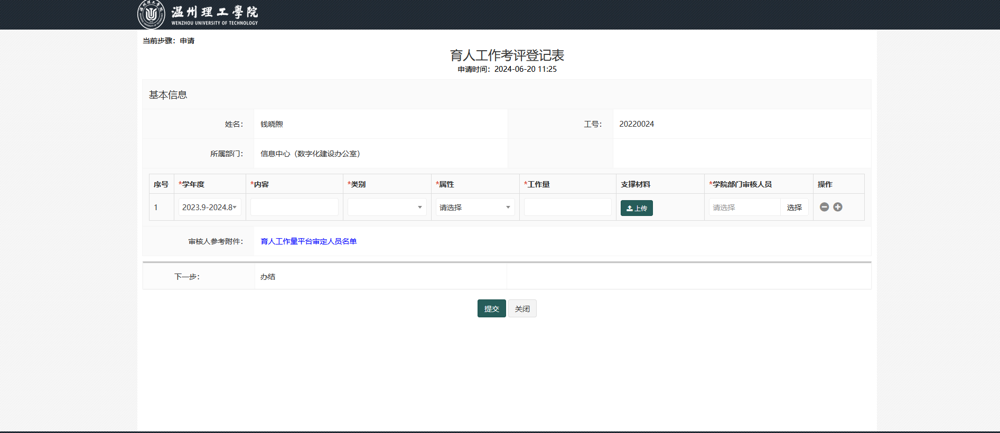 温州理工學院
WENZHOU UNIVERSITY OF TECHNOLOGY
当前步骤：申请
育人工作考评登记表
申请时间：2024-06-20 11:25
基本信息
姓名： 钱晓煦 工号： 20220024
所属部门： 信息中心（数字化建设办公室）
序号 *学年度 *内容 *类别 *属性 *工作量 支撑材料 *学院部门审核人员 操作
1 2023.9-2024.8 请选择 上传 请选择 选择
审核人参考附件： 育人工作量平台审定人员名单
下一步： 办结
提交 关闭